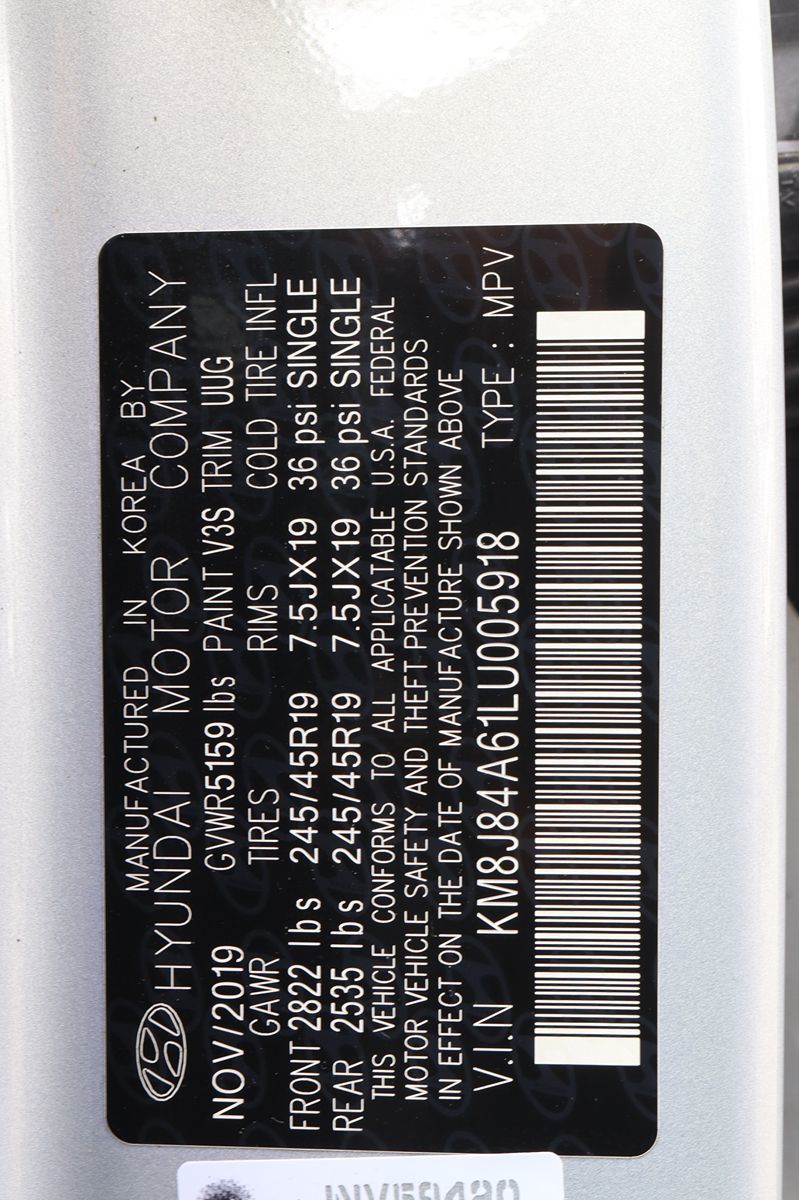 MANUFACTURED IN KOREA BY
HYUNDAI MOTOR COMPANY
NOV/2019 GVWR5159 lbs PAINT V3S TRIM UUG
GAWR TIRES RIMS COLD TIRE INFL
FRONT 2822 lbs 245/45R19 7.5JX19 36 psi SINGLE
REAR 2535 lbs 245/45R19 7.5JX19 36 psi SINGLE
THIS VEHICLE CONFORMS TO ALL APPLICATABLE U.S.A. FEDERAL
MOTOR VEHICLE SAFETY AND THEFT PREVENTION STANDARDS
IN EFFECT ON THE DATE OF MANUFACTURE SHOWN ABOVE
V.I.N KM8J84A61LU005918 TYPE : MPV